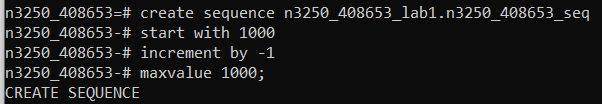 n3250_408653=# create sequence n3250_408653_lab1.n3250_408653_seq
n3250_408653-# start with 1000
n3250_408653-# increment by -1
n3250_408653-# maxvalue 1000;
CREATE SEQUENCE